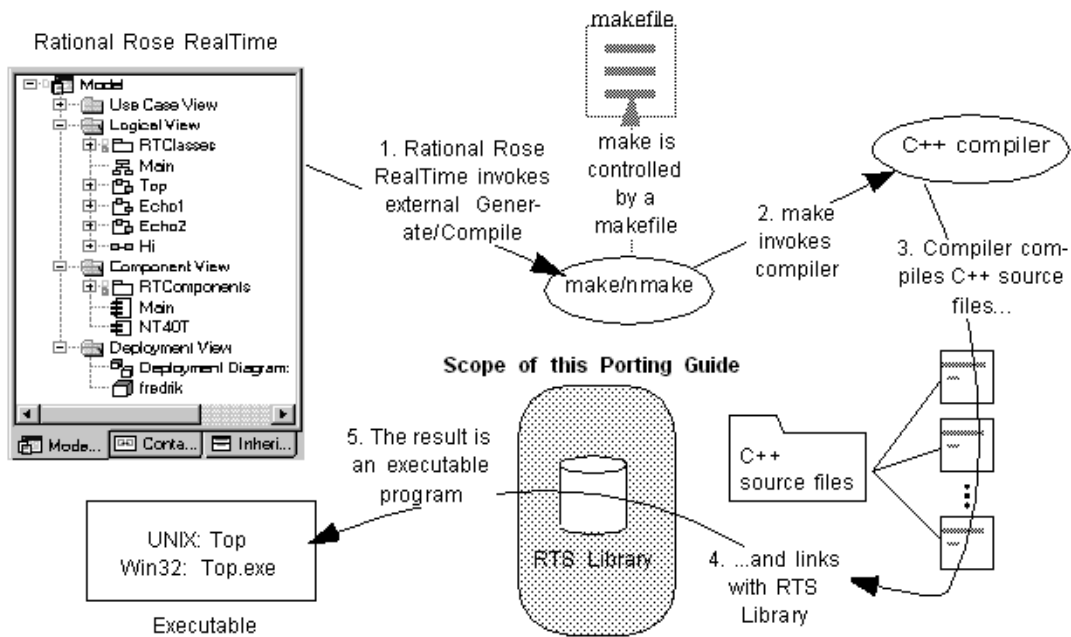 Rational Rose RealTime
Model
Use Case View
Logical View
RTClasses
Main
Top
Echo1
Echo2
Hi
Component View
RTComponents
Main
NT40T
Deployment View
Deployment Diagram:
fredrik
Mode...
Conta...
Inheri...
1. Rational Rose
RealTime invokes
external Gener-
ate/Compile
makefile
make is
controlled
by a
makefile
make/nmake
2. make
invokes
compiler
C++ compiler
3. Compiler com-
piles C++ source
files...
C++
source files
4. ...and links
with RTS
Library
Scope of this Porting Guide
RTS Library
5. The result is
an executable
program
UNIX: Top
Win32: Top.exe
Executable